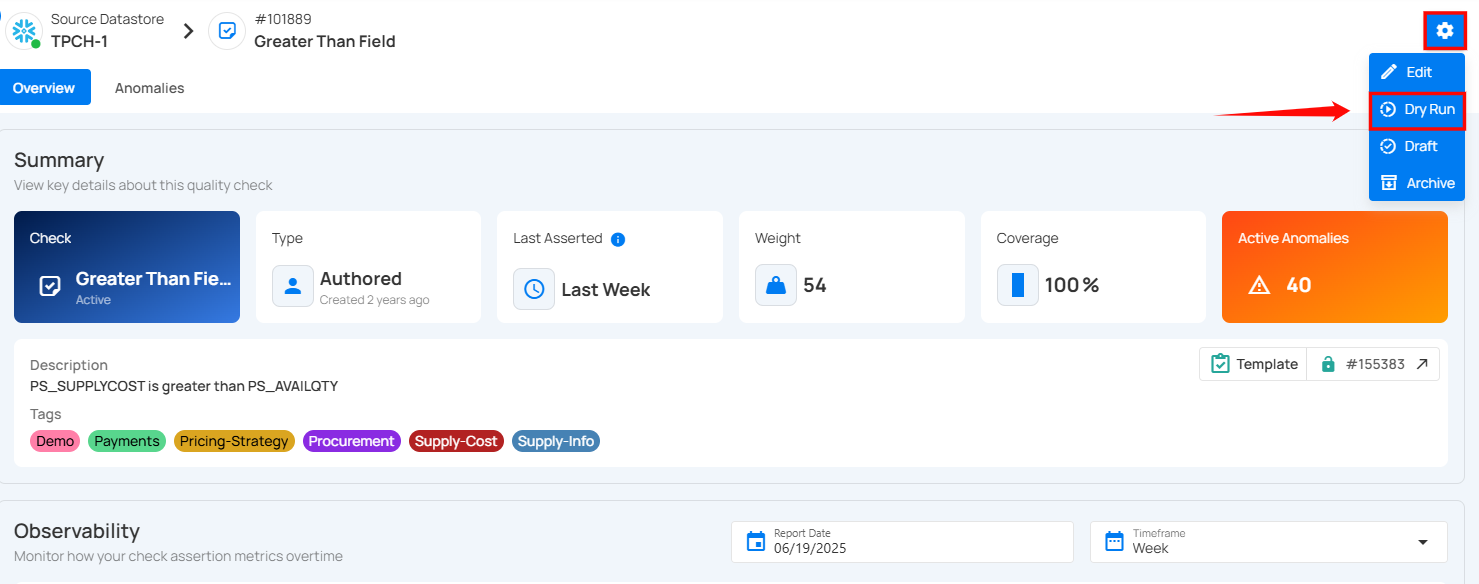 Source Datastore
TPCH-1
#101889
Greater Than Field
Edit
Dry Run
Draft
Archive
Overview
Anomalies
Summary
View key details about this quality check
Check
Greater Than Fie...
Active
Type
Authored
Created 2 years ago
Last Asserted
Last Week
Weight
54
Coverage
100%
Active Anomalies
40
Description
PS_SUPPLYCOST is greater than PS_AVAILQTY
Template
#155383
Tags
Demo Payments Pricing-Strategy Procurement Supply-Cost Supply-Info
Observability
Monitor how your check assertion metrics overtime
Report Date
06/19/2025
Timeframe
Week